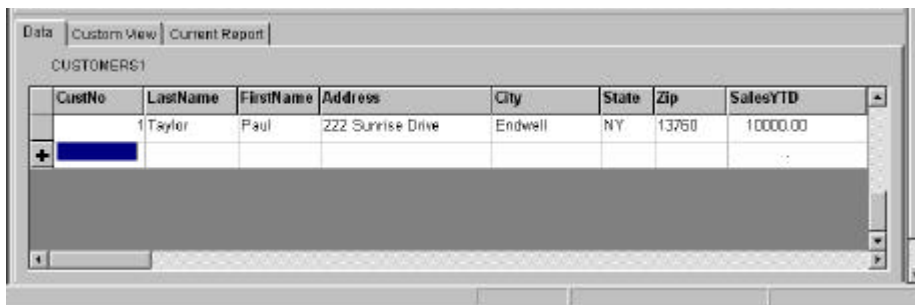 Data Custom View Current Report
CUSTOMERS1
CustNo LastName FirstName Address City State Zip SalesYTD
1 Taylor Paul 222 Sunrise Drive Endwell NY 13760 10000.00